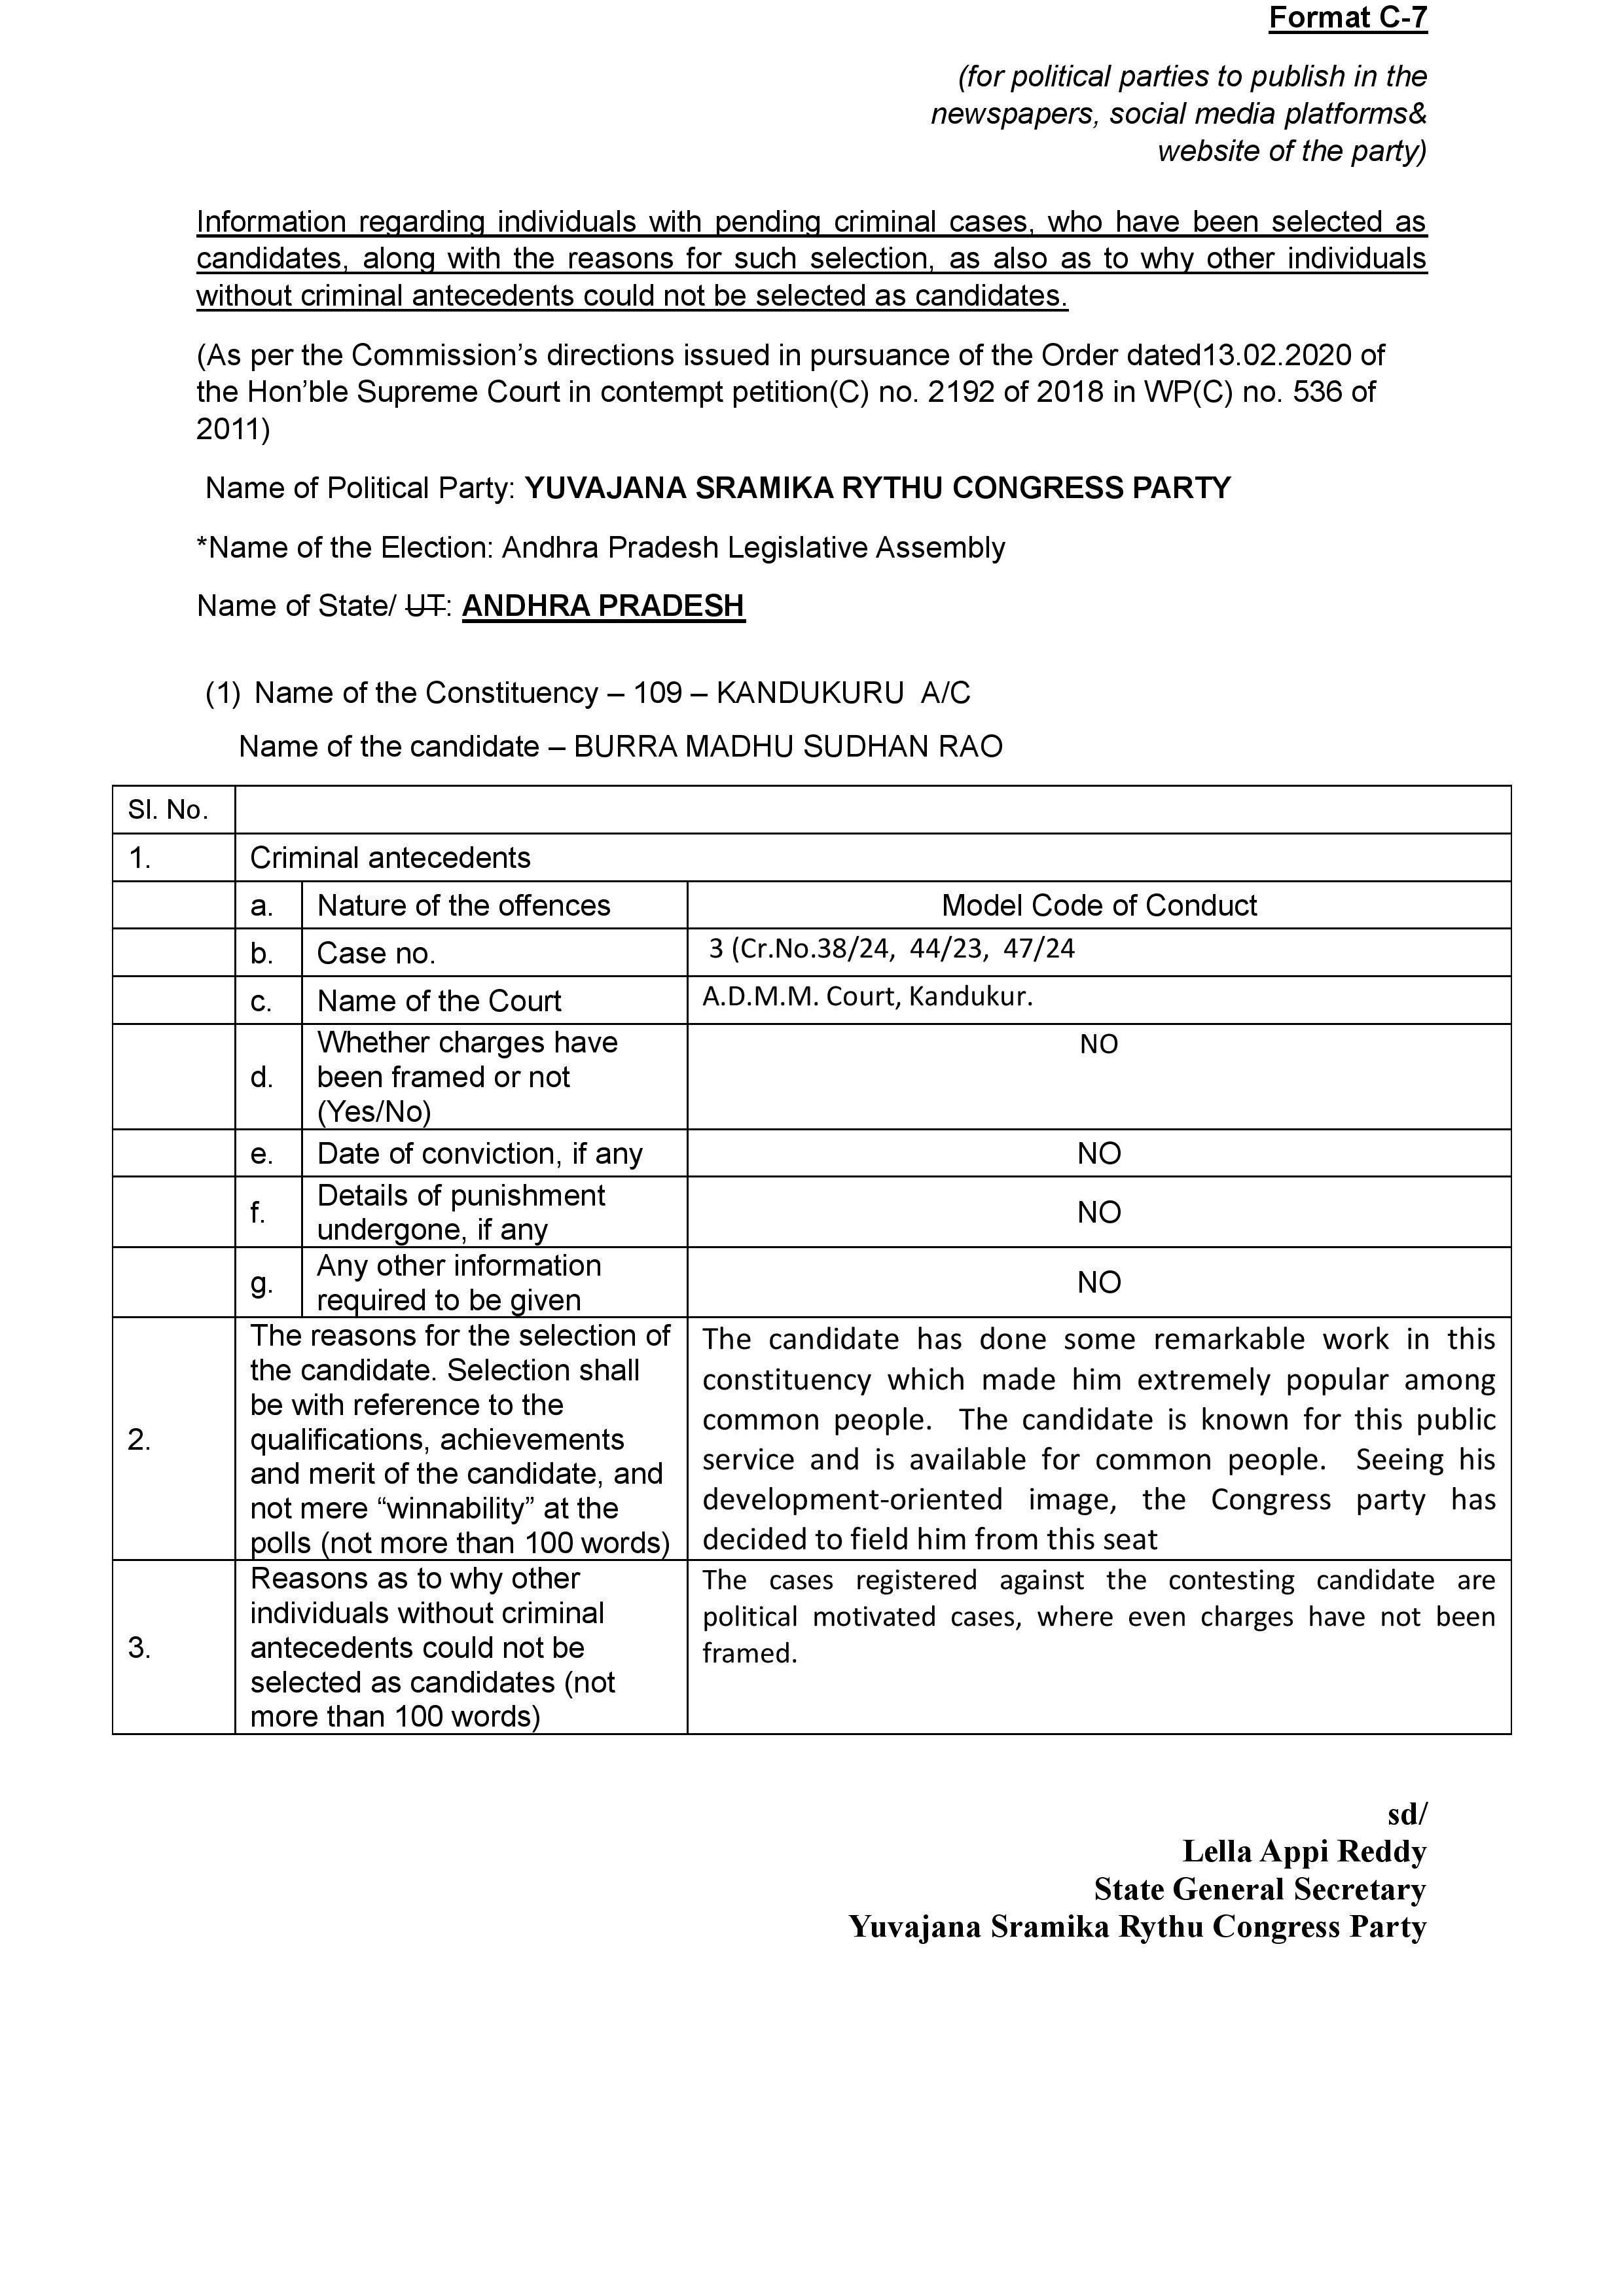 Format C-7
(for political parties to publish in the
newspapers, social media platforms&
website of the party)
Information regarding individuals with pending criminal cases, who have been selected as
candidates, along with the reasons for such selection, as also as to why other individuals
without criminal antecedents could not be selected as candidates.
(As per the Commission’s directions issued in pursuance of the Order dated13.02.2020 of
the Hon’ble Supreme Court in contempt petition(C) no. 2192 of 2018 in WP(C) no. 536 of
2011)
Name of Political Party: YUVAJANA SRAMIKA RYTHU CONGRESS PARTY
*Name of the Election: Andhra Pradesh Legislative Assembly
Name of State/ UT: ANDHRA PRADESH
(1) Name of the Constituency – 109 – KANDUKURU A/C
Name of the candidate – BURRA MADHU SUDHAN RAO
Sl. No.
1. Criminal antecedents
a. Nature of the offences Model Code of Conduct
b. Case no. 3 (Cr.No.38/24, 44/23, 47/24
c. Name of the Court A.D.M.M. Court, Kandukur.
d. Whether charges have
been framed or not
(Yes/No)
NO
e. Date of conviction, if any NO
f. Details of punishment
undergone, if any
NO
g. Any other information
required to be given
NO
2.
The reasons for the selection of
the candidate. Selection shall
be with reference to the
qualifications, achievements
and merit of the candidate, and
not mere “winnability” at the
polls (not more than 100 words)
The candidate has done some remarkable work in this
constituency which made him extremely popular among
common people. The candidate is known for this public
service and is available for common people. Seeing his
development-oriented image, the Congress party has
decided to field him from this seat
3.
Reasons as to why other
individuals without criminal
antecedents could not be
selected as candidates (not
more than 100 words)
The cases registered against the contesting candidate are
political motivated cases, where even charges have not been
framed.
sd/
Lella Appi Reddy
State General Secretary
Yuvajana Sramika Rythu Congress Party